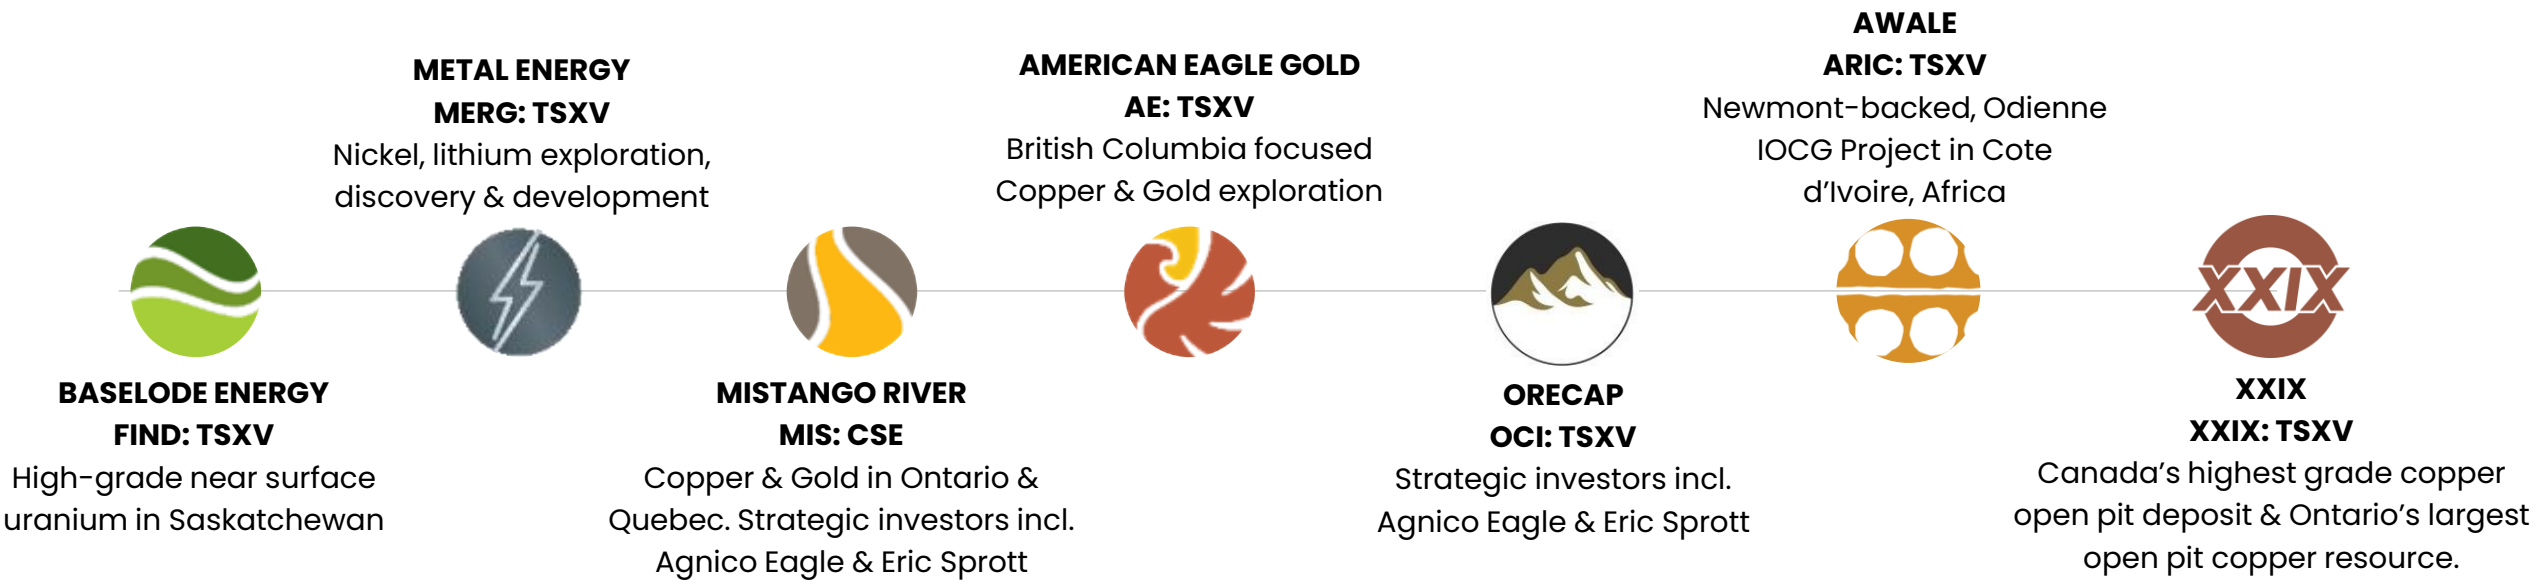 BASELODE ENERGY
FIND: TSXV
High-grade near surface
uranium in Saskatchewan
METAL ENERGY
MERG: TSXV
Nickel, lithium exploration,
discovery & development
MISTANGO RIVER
MIS: CSE
Copper & Gold in Ontario &
Quebec. Strategic investors incl.
Agnico Eagle & Eric Sprott
AMERICAN EAGLE GOLD
AE: TSXV
British Columbia focused
Copper & Gold exploration
ORECAP
OCI: TSXV
Strategic investors incl.
Agnico Eagle & Eric Sprott
AWALE
ARIC: TSXV
Newmont-backed, Odienne
IOCG Project in Cote
d’Ivoire, Africa
XXIX
XXIX
XXIX: TSXV
Canada’s highest grade copper
open pit deposit & Ontario’s largest
open pit copper resource.